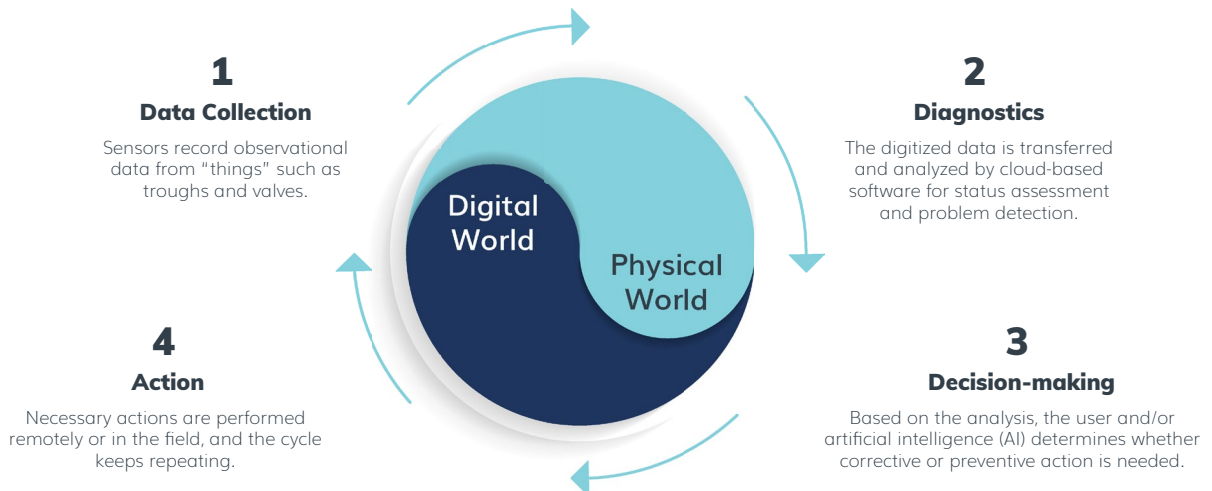 1
Data Collection
Sensors record observational
data from “things” such as
troughs and valves.
2
Diagnostics
The digitized data is transferred
and analyzed by cloud-based
software for status assessment
and problem detection.
Digital
World
Physical
World
3
Decision-making
Based on the analysis, the user and/or
artificial intelligence (AI) determines whether
corrective or preventive action is needed.
4
Action
Necessary actions are performed
remotely or in the field, and the cycle
keeps repeating.